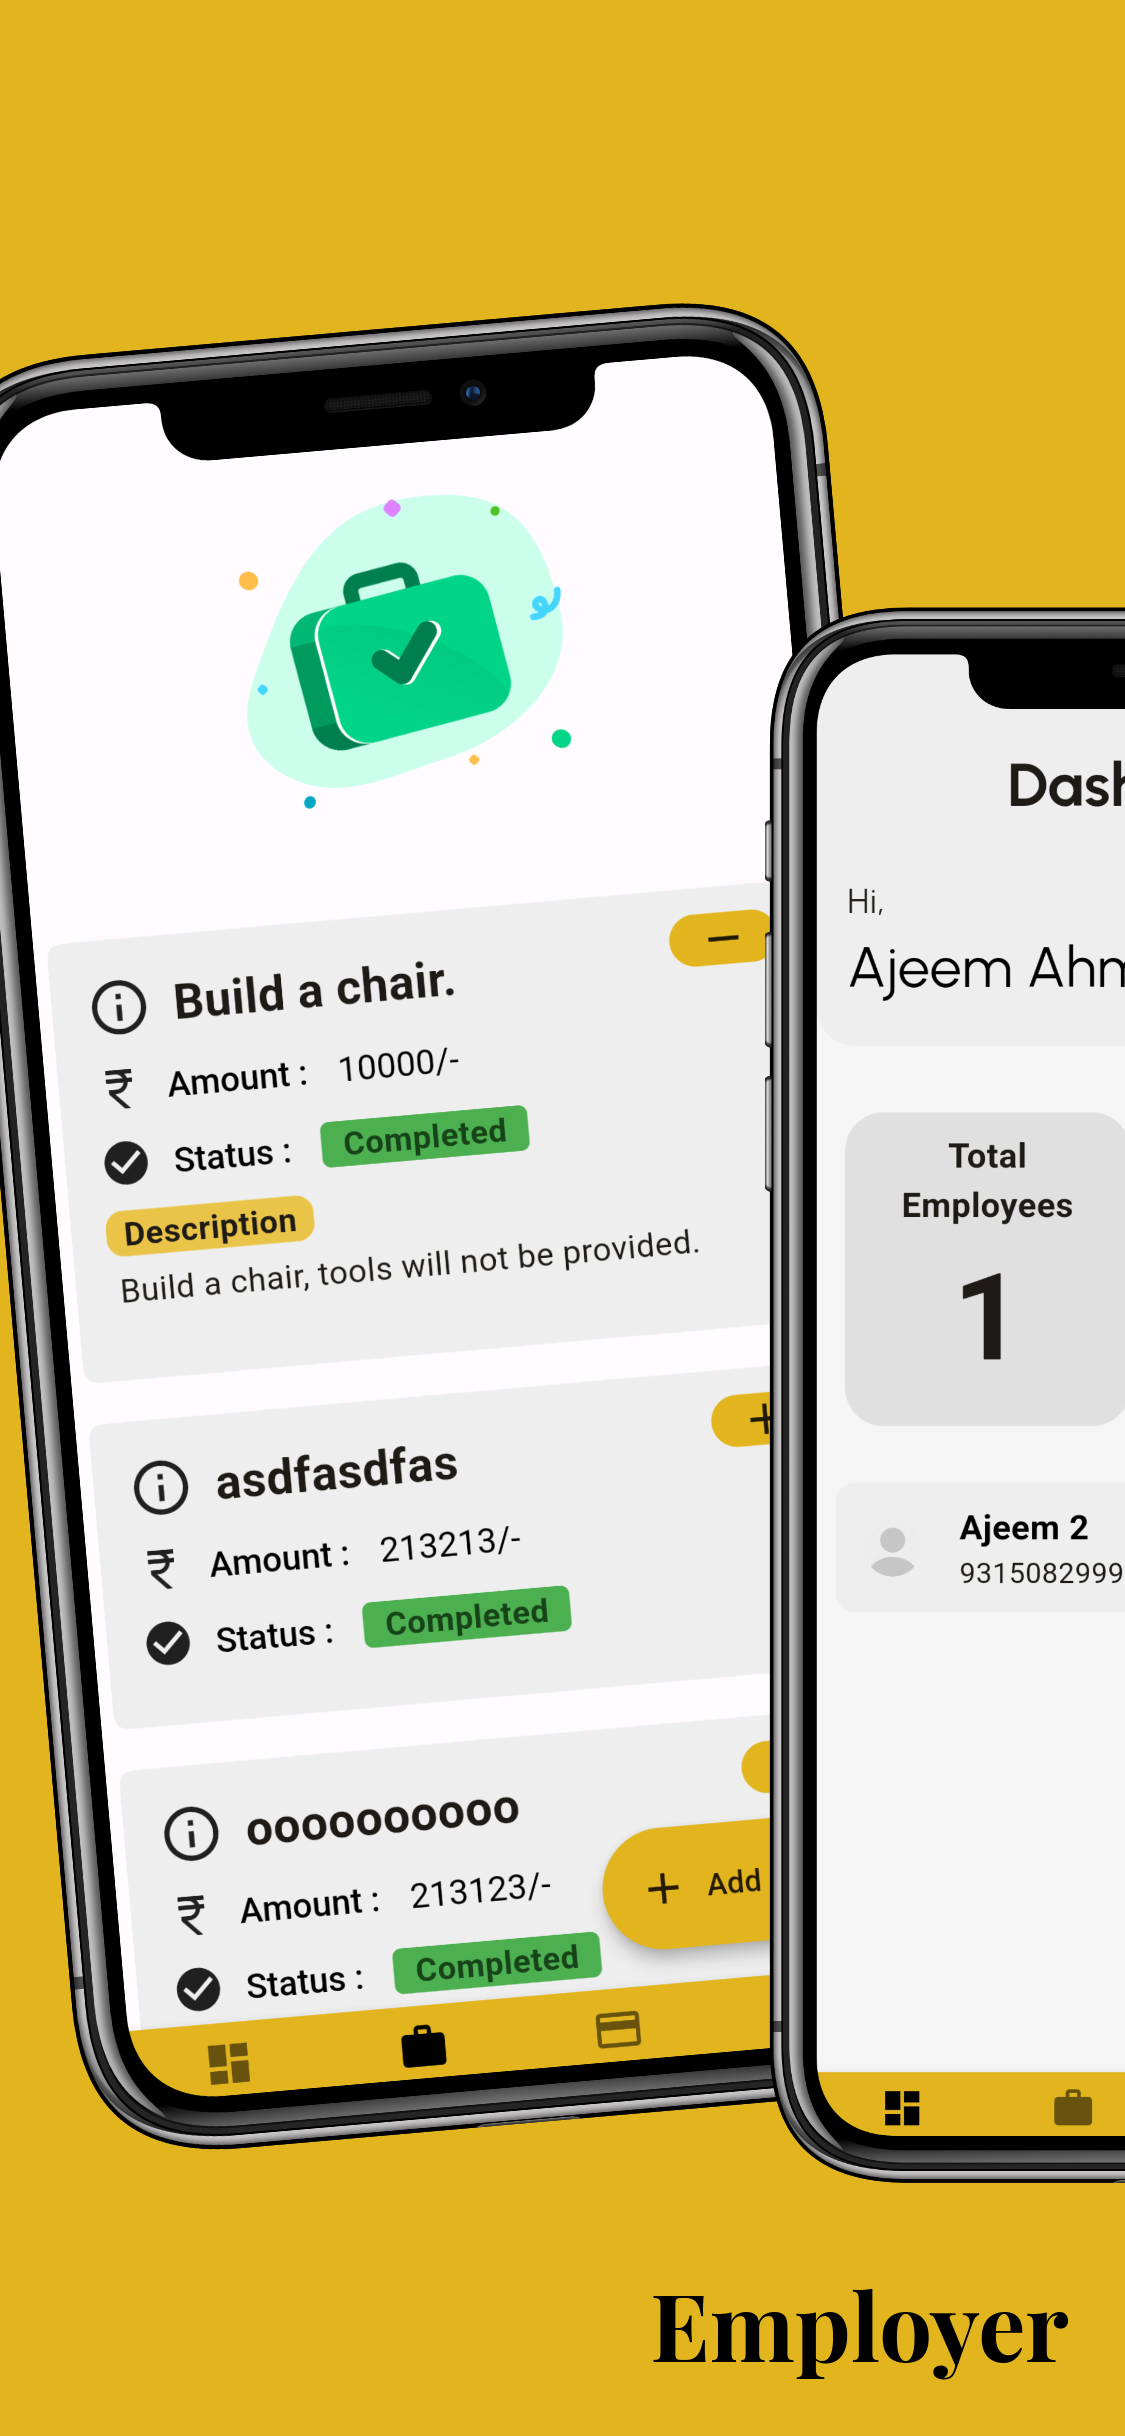 Build a chair.
₹ Amount : 10000/-
Status : Completed
Description
Build a chair, tools will not be provided.
asdfasdfas
₹ Amount : 213213/-
Status : Completed
oooooooooo
₹ Amount : 213123/-
Status : Completed
+ Add
Dash
Hi,
Ajeem Ahm
Total
Employees
1
Ajeem 2
9315082999
Employer